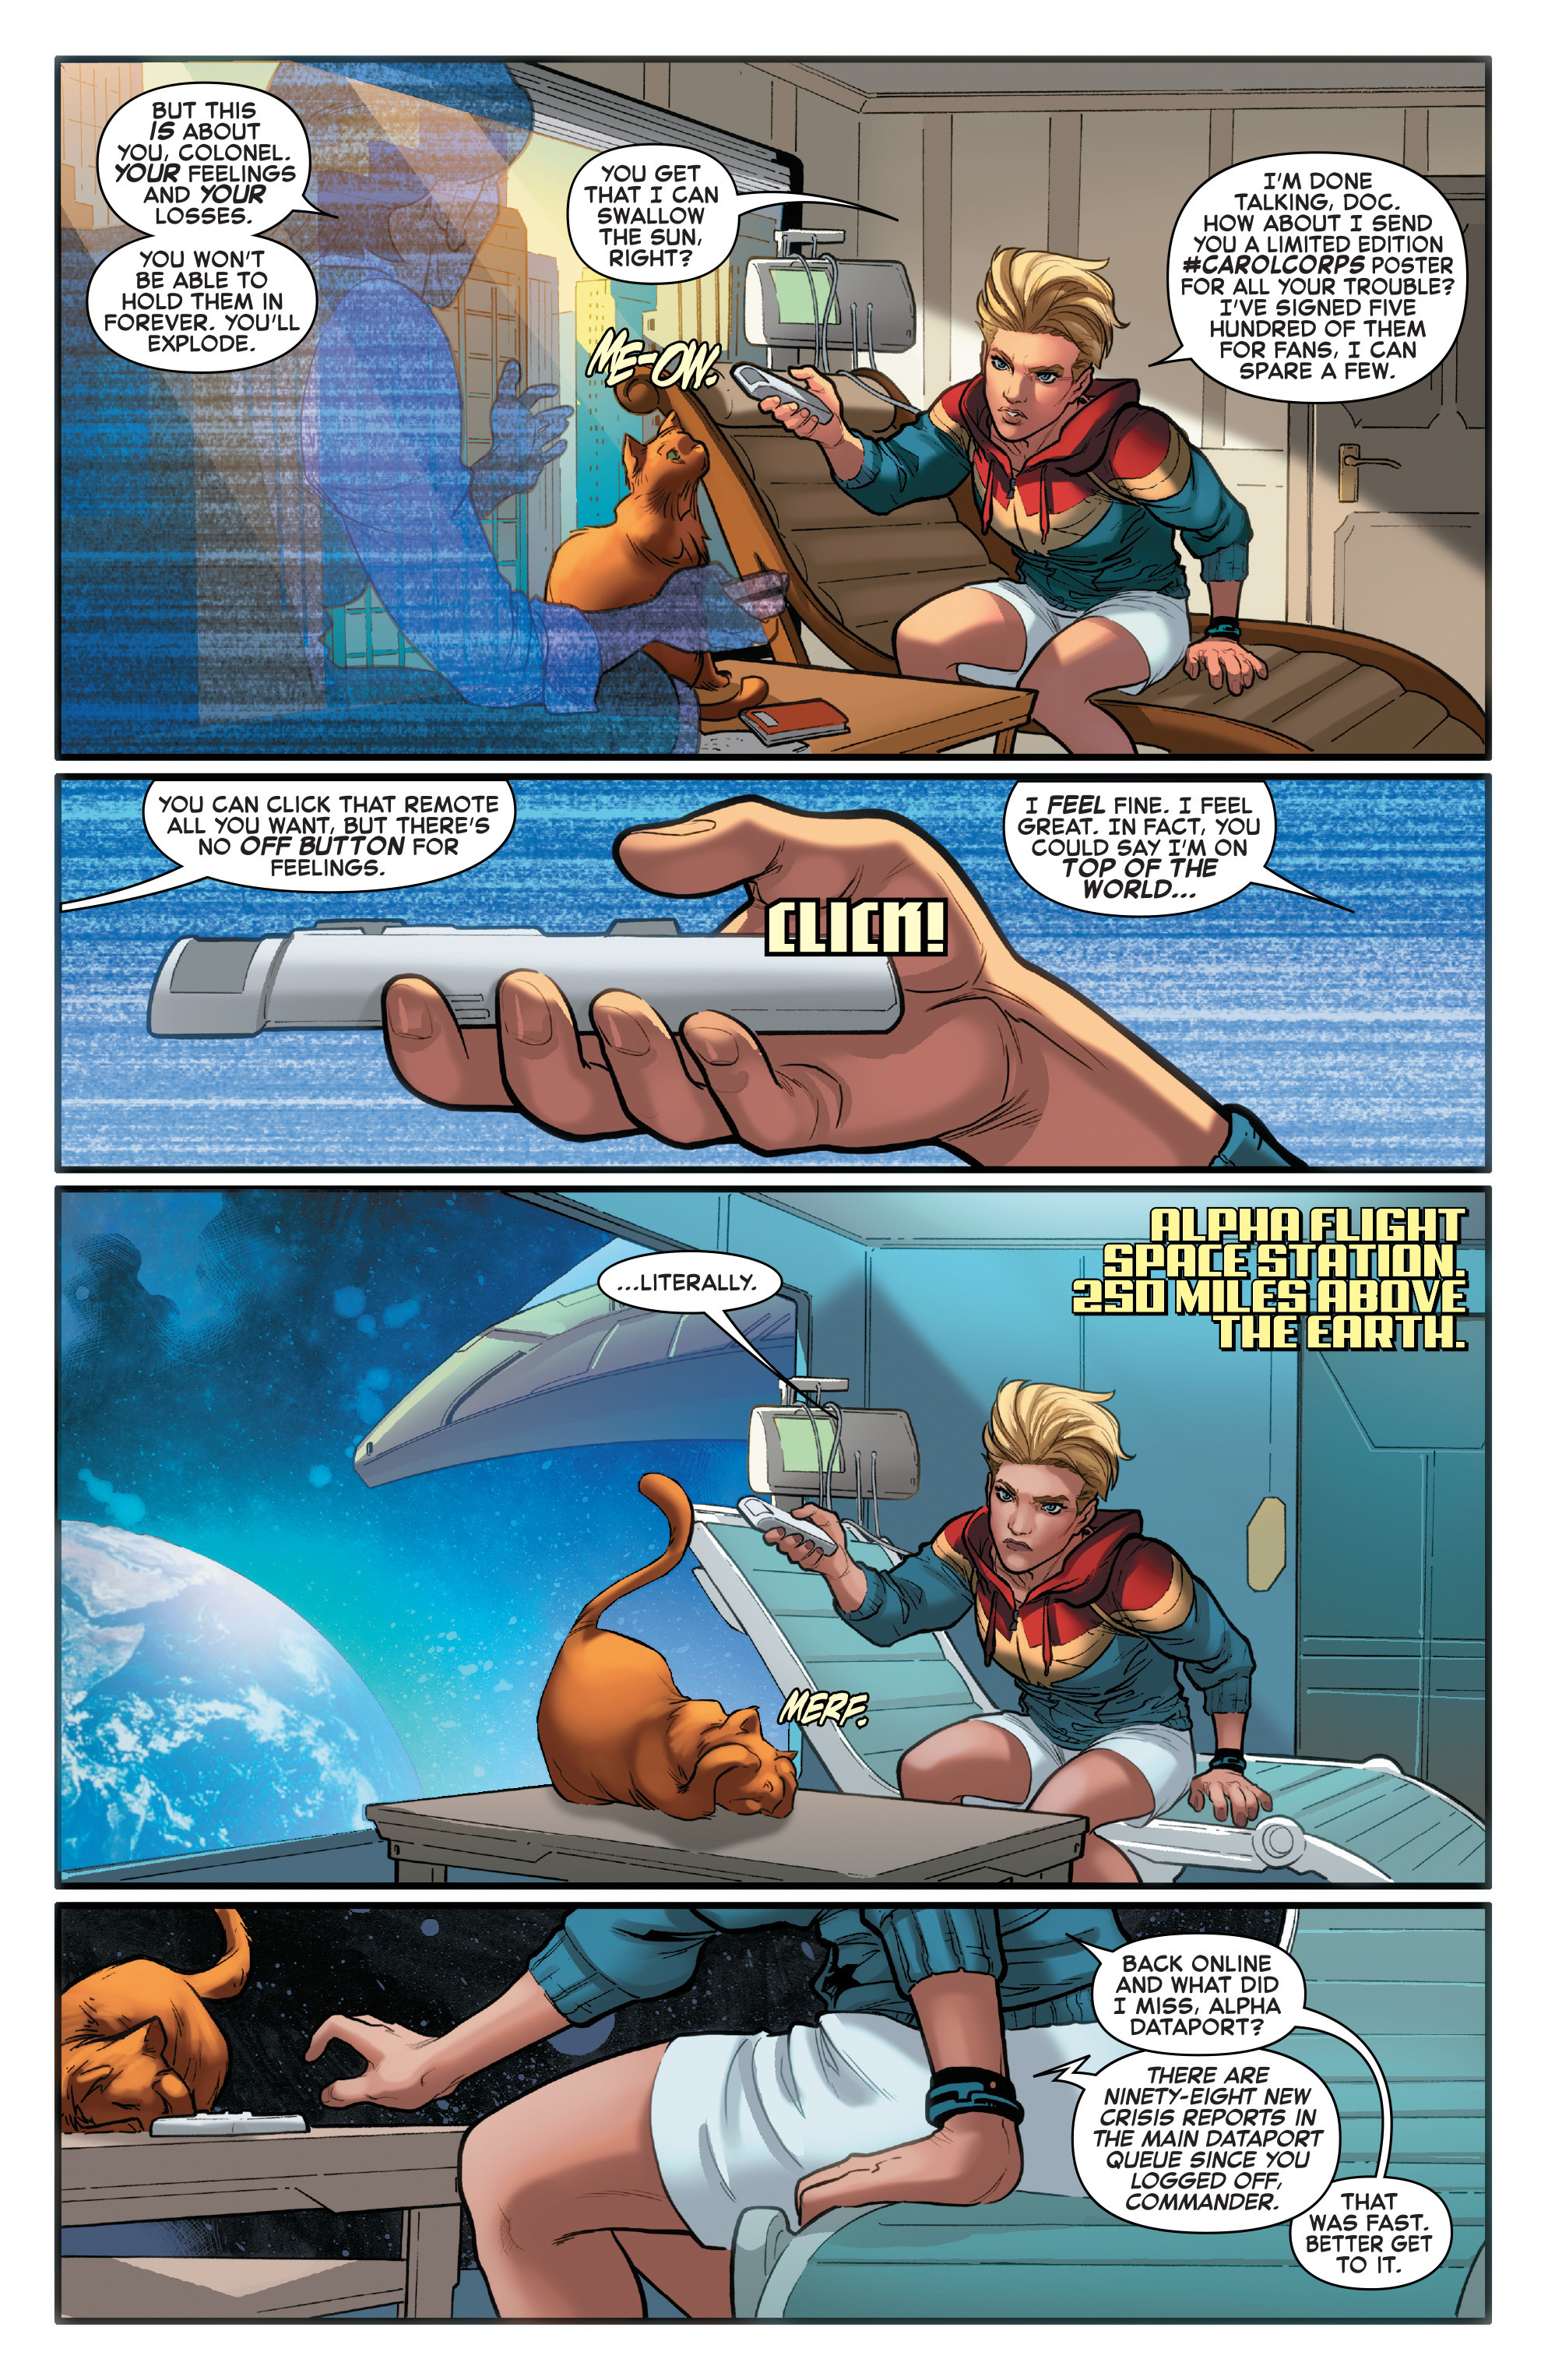 BUT THIS
IS ABOUT
YOU, COLONEL.
YOUR FEELINGS
AND YOUR
LOSSES.
YOU WON'T
BE ABLE TO
HOLD THEM IN
FOREVER. YOU'LL
EXPLODE.
YOU GET
THAT I CAN
SWALLOW
THE SUN,
RIGHT?
ME-OW.
I'M DONE
TALKING, DOC.
HOW ABOUT I SEND
YOU A LIMITED EDITION
#CAROLCORPS POSTER
FOR ALL YOUR TROUBLE?
I'VE SIGNED FIVE
HUNDRED OF THEM
FOR FANS, I CAN
SPARE A FEW.
YOU CAN CLICK THAT REMOTE
ALL YOU WANT, BUT THERE'S
NO OFF BUTTON FOR
FEELINGS.
CLICK!
I FEEL FINE. I FEEL
GREAT. IN FACT, YOU
COULD SAY I'M ON
TOP OF THE
WORLD...
ALPHA FLIGHT
SPACE STATION.
250 MILES ABOVE
THE EARTH.
...LITERALLY.
MERF.
BACK ONLINE
AND WHAT DID
I MISS, ALPHA
DATAPORT?
THERE ARE
NINETY-EIGHT NEW
CRISIS REPORTS IN
THE MAIN DATAPORT
QUEUE SINCE YOU
LOGGED OFF,
COMMANDER.
THAT
WAS FAST.
BETTER GET
TO IT.